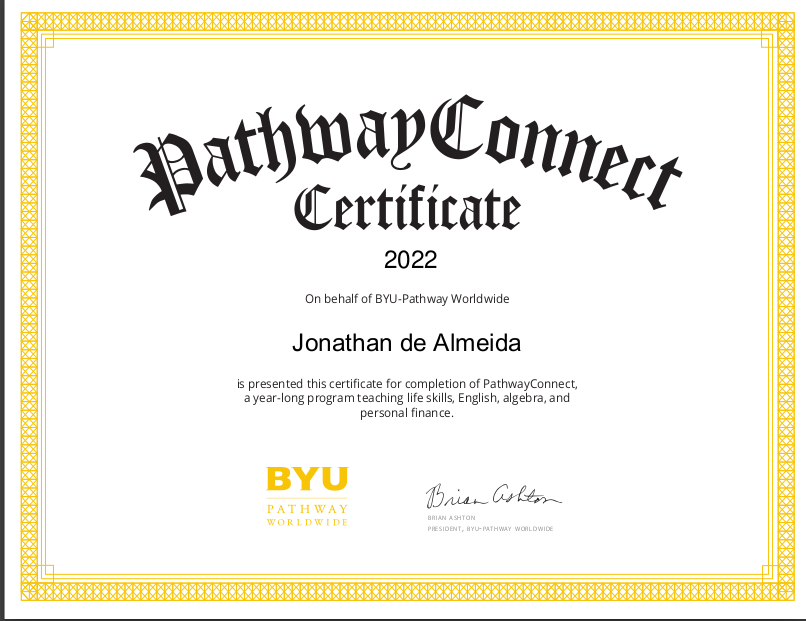 PathwayConnect
Certificate
2022
On behalf of BYU-Pathway Worldwide
Jonathan de Almeida
is presented this certificate for completion of PathwayConnect,
a year-long program teaching life skills, English, algebra, and
personal finance.
BYU
PATHWAY
WORLDWIDE
Brian Ashton
BRIAN ASHTON
PRESIDENT, BYU-PATHWAY WORLDWIDE